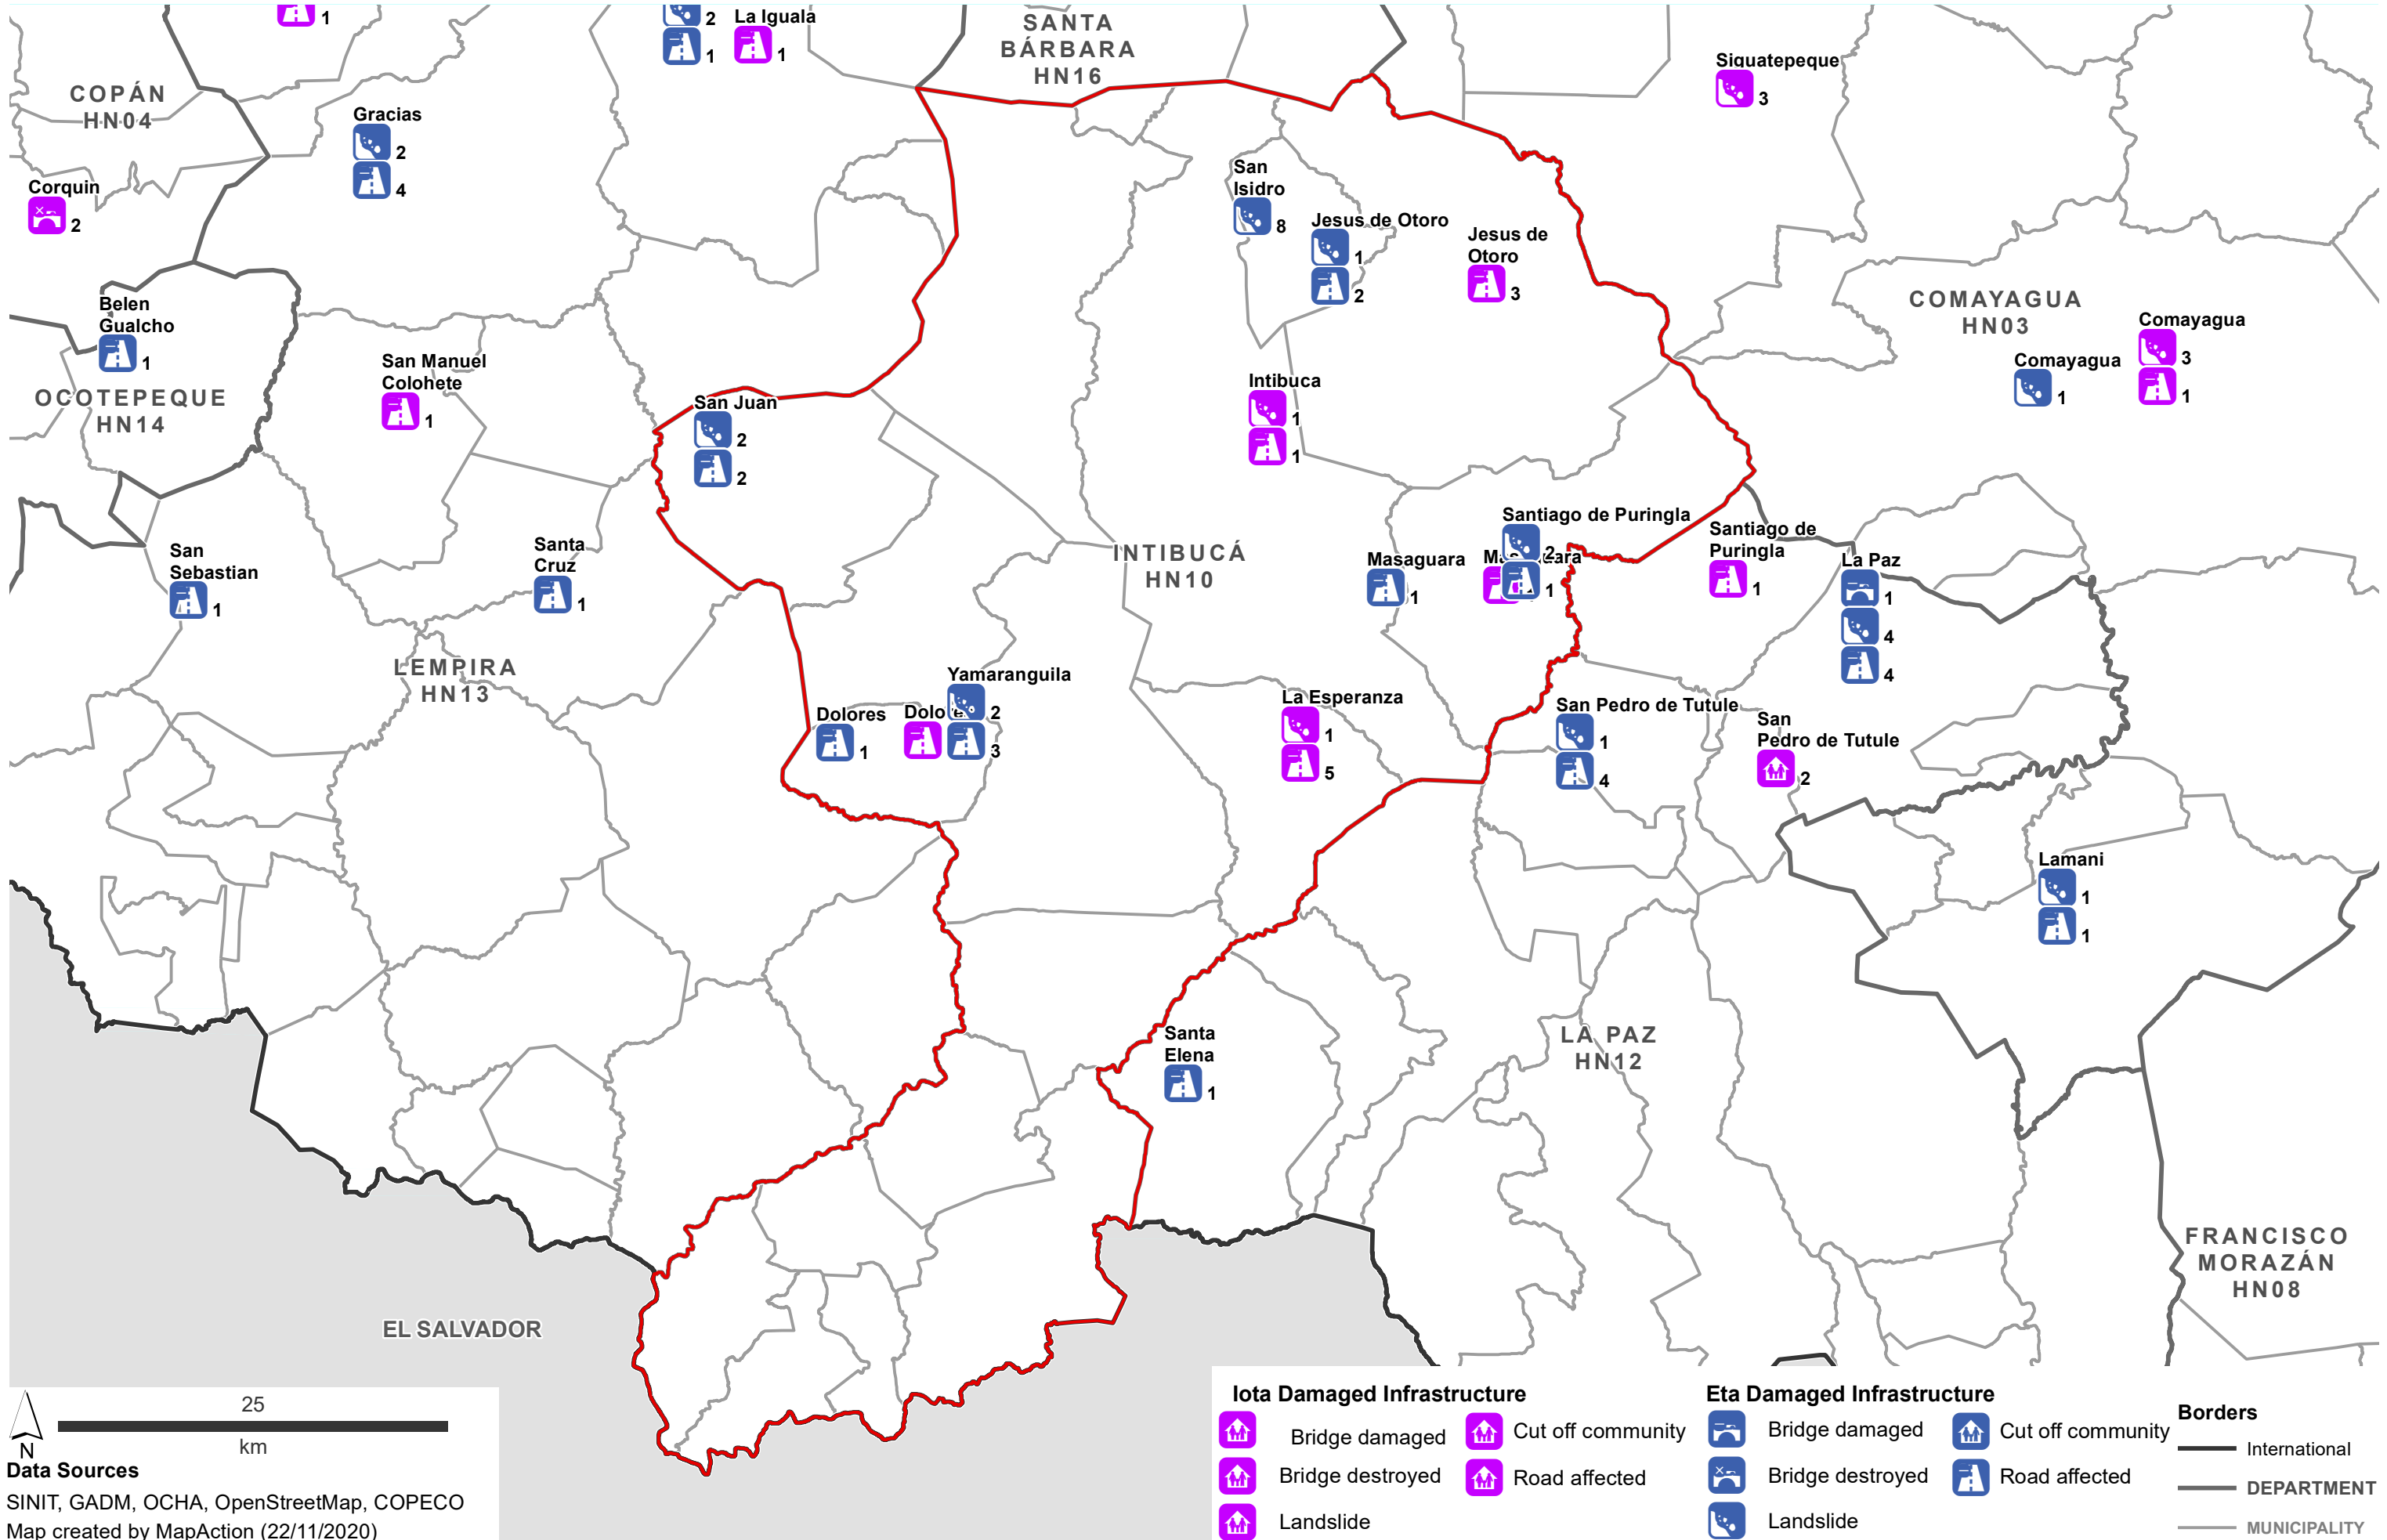 1
2
1
La Iguala
1
SANTA
BÁRBARA
HN16
Siguatepeque
3
COPÁN
HN04
Gracias
2
4
Corquin
2
San
Isidro
8
Jesus de Otoro
1
2
Jesus de
Otoro
3
Belen
Gualcho
1
OCOTEPEQUE
HN14
San Manuel
Colohete
1
San Juan
2
2
Intibuca
1
1
COMAYAGUA
HN03
Comayagua
1
Comayagua
3
1
San
Sebastian
1
Santa
Cruz
1
INTIBUCÁ
HN10
Masaguara
1
Santiago de Puringla
2
1
Santiago de
Puringla
1
La Paz
1
4
4
LEMPIRA
HN13
Dolores
1
Yamaranguila
2
3
La Esperanza
1
5
San Pedro de Tutule
1
4
San
Pedro de Tutule
2
Lamani
1
1
Santa
Elena
1
LA PAZ
HN12
FRANCISCO
MORAZÁN
HN08
EL SALVADOR
25
km
N
Data Sources
SINIT, GADM, OCHA, OpenStreetMap, COPECO
Map created by MapAction (22/11/2020)
Iota Damaged Infrastructure
Bridge damaged
Cut off community
Bridge destroyed
Road affected
Landslide
Eta Damaged Infrastructure
Bridge damaged
Cut off community
Bridge destroyed
Road affected
Landslide
Borders
International
DEPARTMENT
MUNICIPALITY